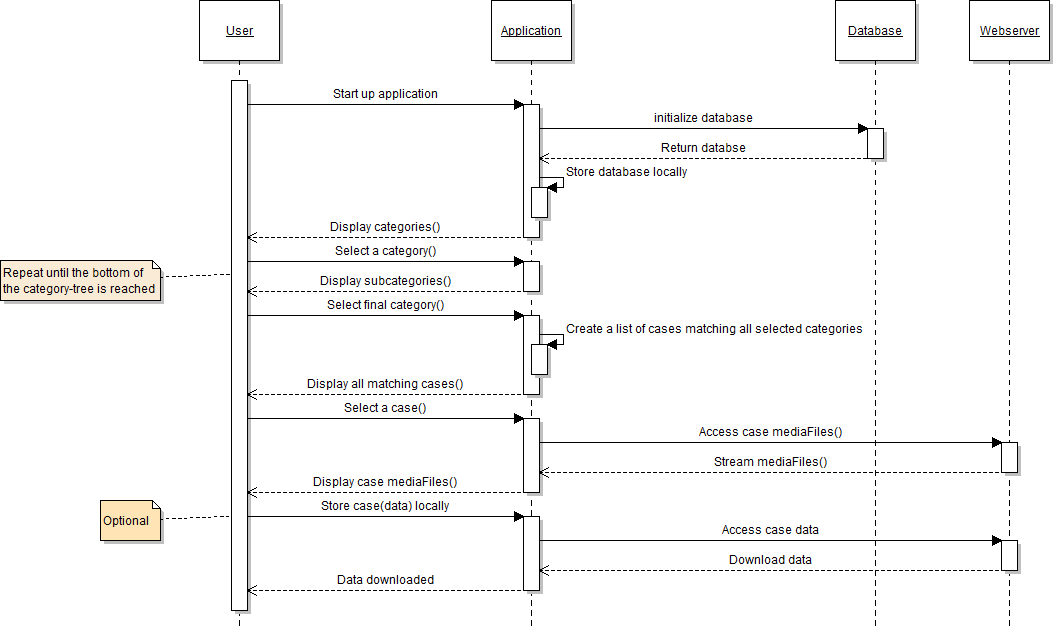 User
Application
Database
Webserver
Start up application
initialize database
Return databse
Store database locally
Display categories()
Select a category()
Repeat until the bottom of
the category-tree is reached
Display subcategories()
Select final category()
Create a list of cases matching all selected categories
Display all matching cases()
Select a case()
Access case mediaFiles()
Stream mediaFiles()
Display case mediaFiles()
Store case(data) locally
Optional
Access case data
Download data
Data downloaded